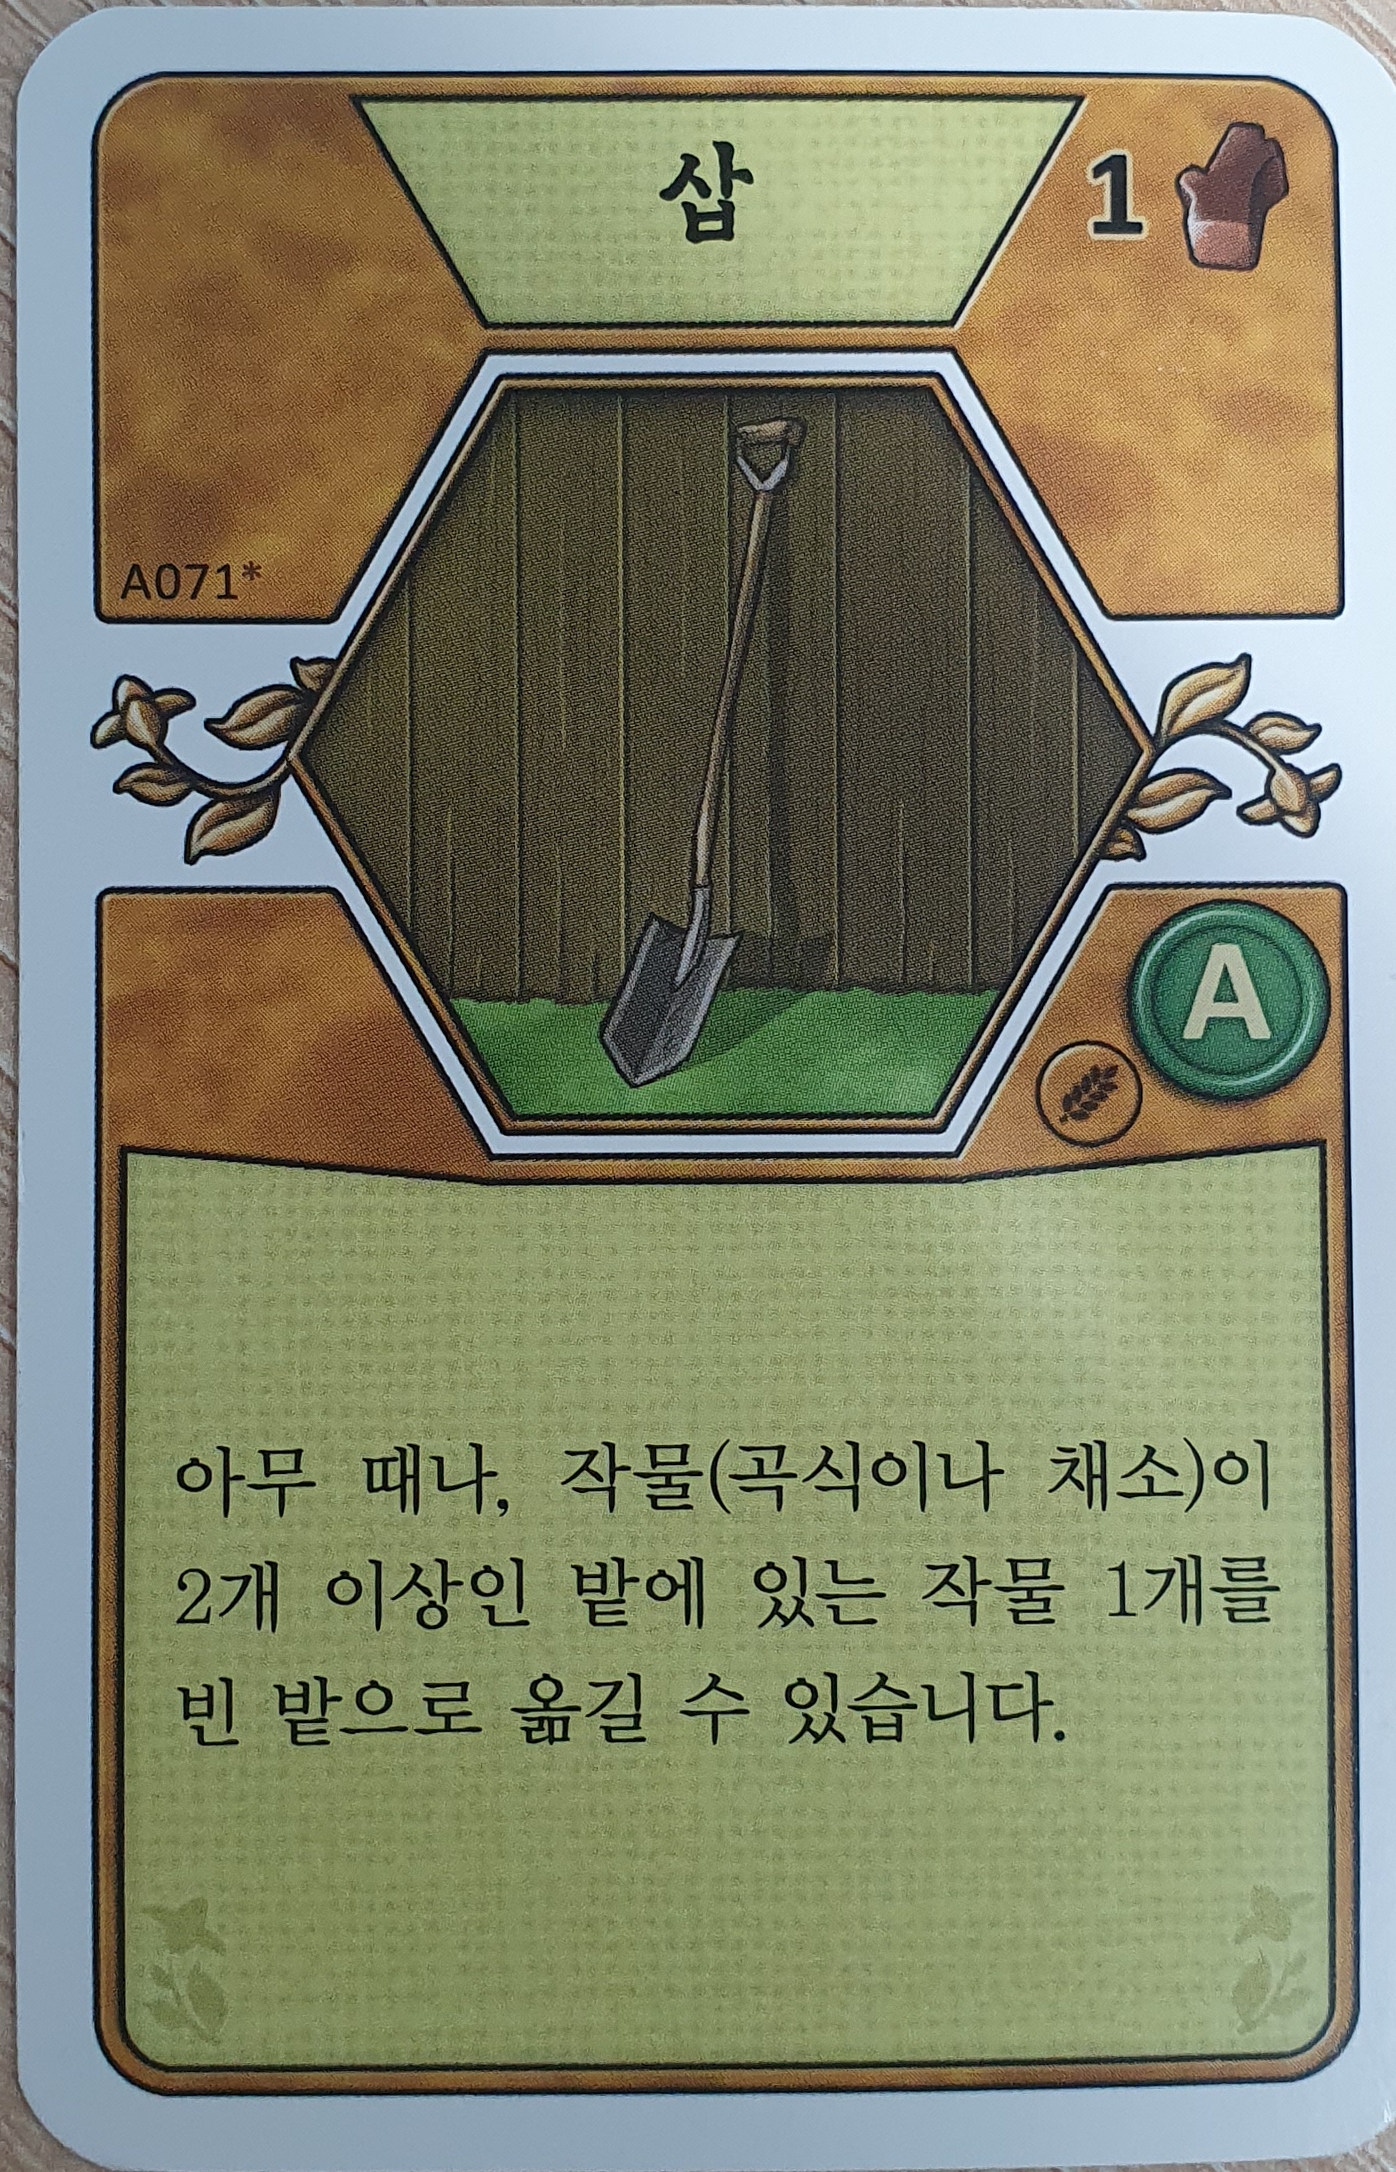 삽
1
A071*
A
아무 때나, 작물(곡식이나 채소)이
2개 이상인 밭에 있는 작물 1개를
빈 밭으로 옮길 수 있습니다.